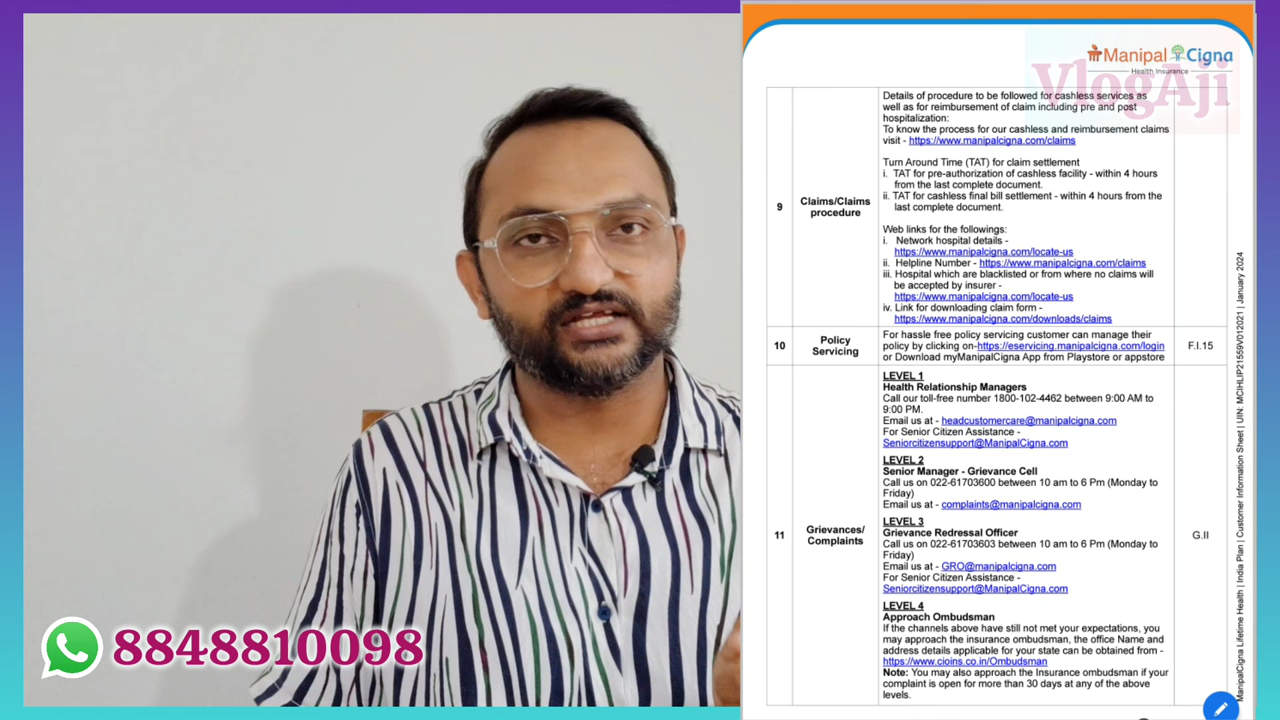 Manipal Cigna
Health Insurance
VlogAji
Details of procedure to be followed for cashless services as
well as for reimbursement of claim including pre and post
hospitalization:
To know the process for our cashless and reimbursement claims
visit - https://www.manipalcigna.com/claims
Turn Around Time (TAT) for claim settlement
i. TAT for pre-authorization of cashless facility - within 4 hours
from the last complete document.
ii. TAT for cashless final bill settlement - within 4 hours from the
last complete document.
9
Claims/Claims
procedure
Web links for the followings:
i. Network hospital details -
https://www.manipalcigna.com/locate-us
ii. Helpline Number - https://www.manipalcigna.com/claims
iii. Hospital which are blacklisted or from where no claims will
be accepted by insurer -
https://www.manipalcigna.com/locate-us
iv. Link for downloading claim form -
https://www.manipalcigna.com/downloads/claims
10
Policy
Servicing
For hassle free policy servicing customer can manage their
policy by clicking on-https://eservicing.manipalcigna.com/login
or Download myManipalCigna App from Playstore or appstore
F.I.15
11
Grievances/
Complaints
LEVEL 1
Health Relationship Managers
Call our toll-free number 1800-102-4462 between 9:00 AM to
9:00 PM.
Email us at - headcustomercare@manipalcigna.com
For Senior Citizen Assistance -
Seniorcitizensupport@ManipalCigna.com
LEVEL 2
Senior Manager - Grievance Cell
Call us on 022-61703600 between 10 am to 6 Pm (Monday to
Friday)
Email us at - complaints@manipalcigna.com
LEVEL 3
Grievance Redressal Officer
Call us on 022-61703603 between 10 am to 6 Pm (Monday to
Friday)
Email us at - GRO@manipalcigna.com
For Senior Citizen Assistance -
Seniorcitizensupport@ManipalCigna.com
LEVEL 4
Approach Ombudsman
If the channels above have still not met your expectations, you
may approach the insurance ombudsman, the office Name and
address details applicable for your state can be obtained from -
https://www.cioins.co.in/Ombudsman
Note: You may also approach the Insurance ombudsman if your
complaint is open for more than 30 days at any of the above
levels.
G.II
ManipalCigna Lifetime Health | India Plan | Customer Information Sheet | UIN: MCIHLIP21559V012021 | January 2024
8848810098